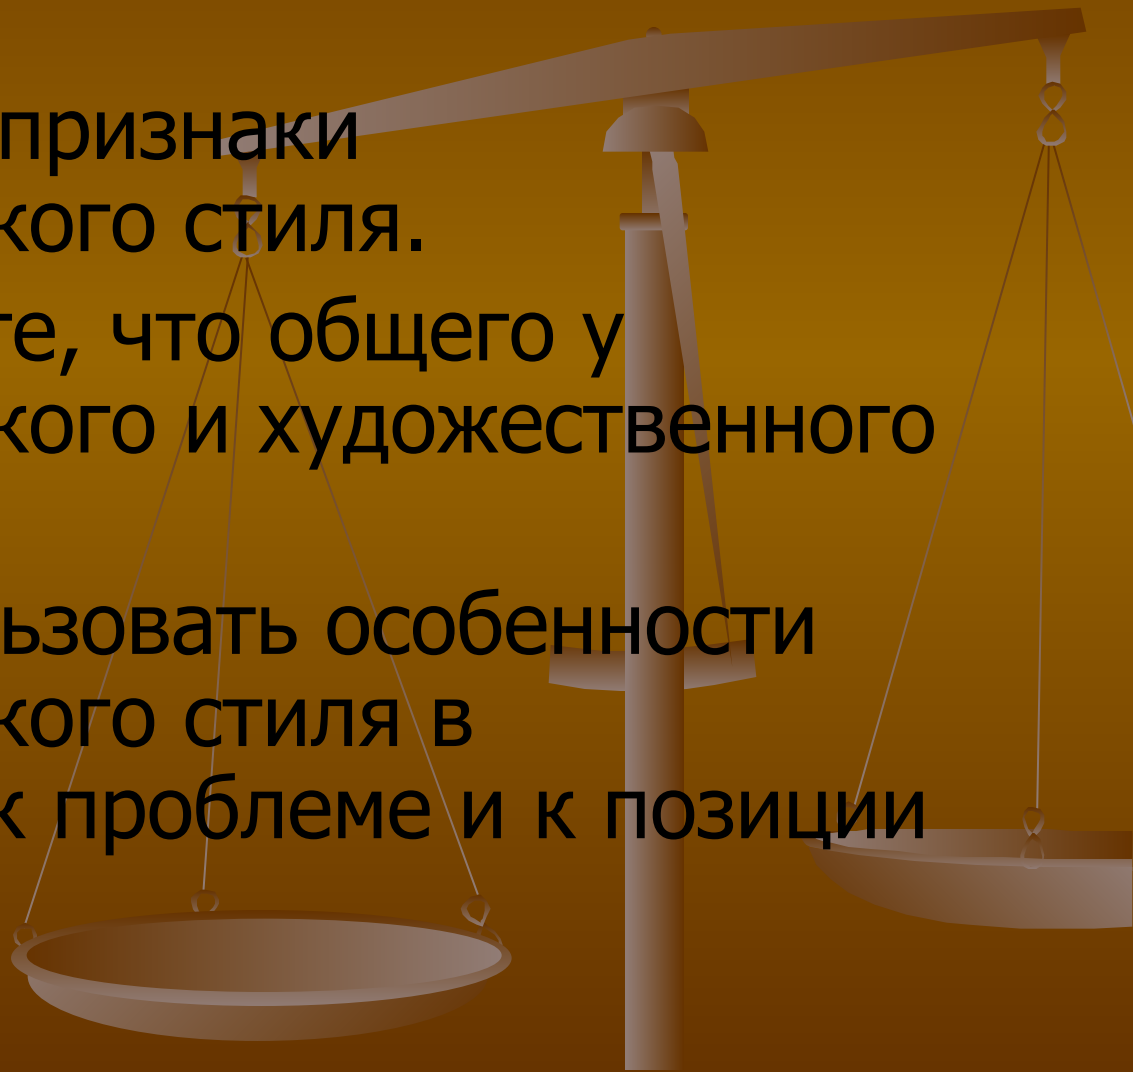 признаки
кого стиля.
те, что общего у
кого и художественного
ьзовать особенности
кого стиля в
к проблеме и к позиции